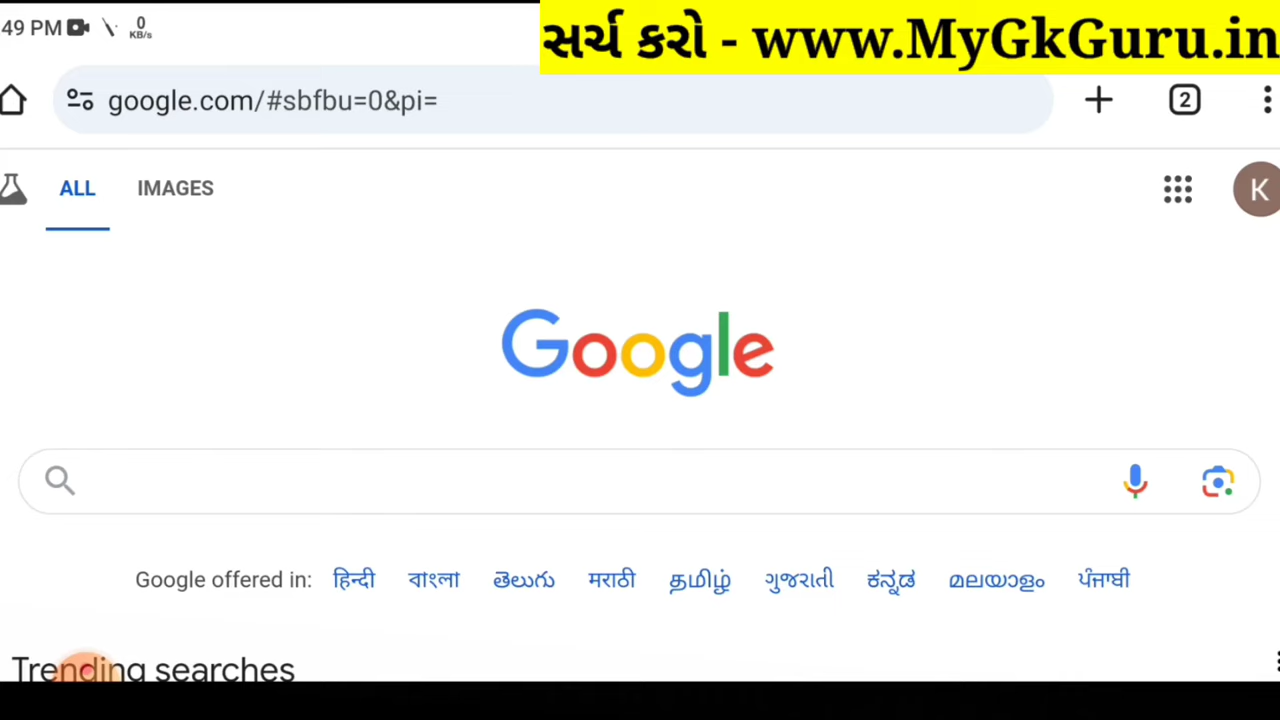 49 PM 0 KB/s
સર્ચ કરો - www.MyGkGuru.in
google.com/#sbfbu=0&pi=
2
ALL IMAGES
K
Google
Google offered in: हिन्दी বাংলা తెలుగు मराठी தமிழ் ગુજરાતી ಕನ್ನಡ മലയാളം ਪੰਜਾਬੀ
Trending searches